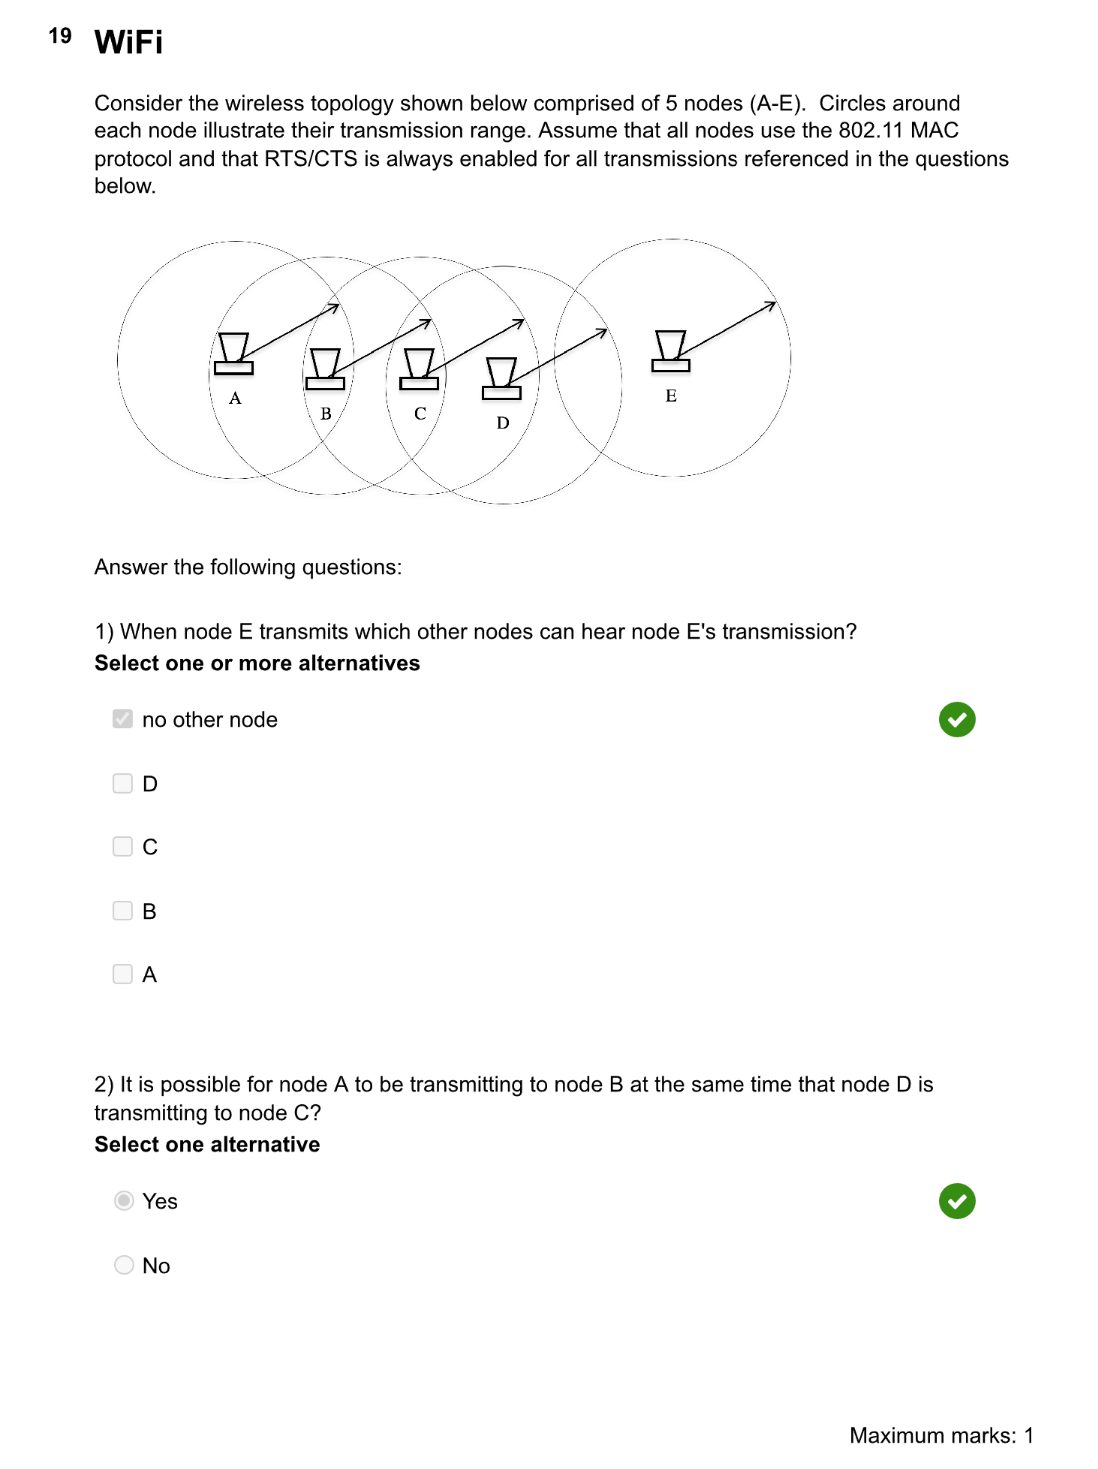 19 WiFi
Consider the wireless topology shown below comprised of 5 nodes (A-E).  Circles around
each node illustrate their transmission range. Assume that all nodes use the 802.11 MAC
protocol and that RTS/CTS is always enabled for all transmissions referenced in the questions
below.
A
B
C
D
E
Answer the following questions:
1) When node E transmits which other nodes can hear node E's transmission?
Select one or more alternatives
no other node
D
C
B
A
2) It is possible for node A to be transmitting to node B at the same time that node D is
transmitting to node C?
Select one alternative
Yes
No
Maximum marks: 1